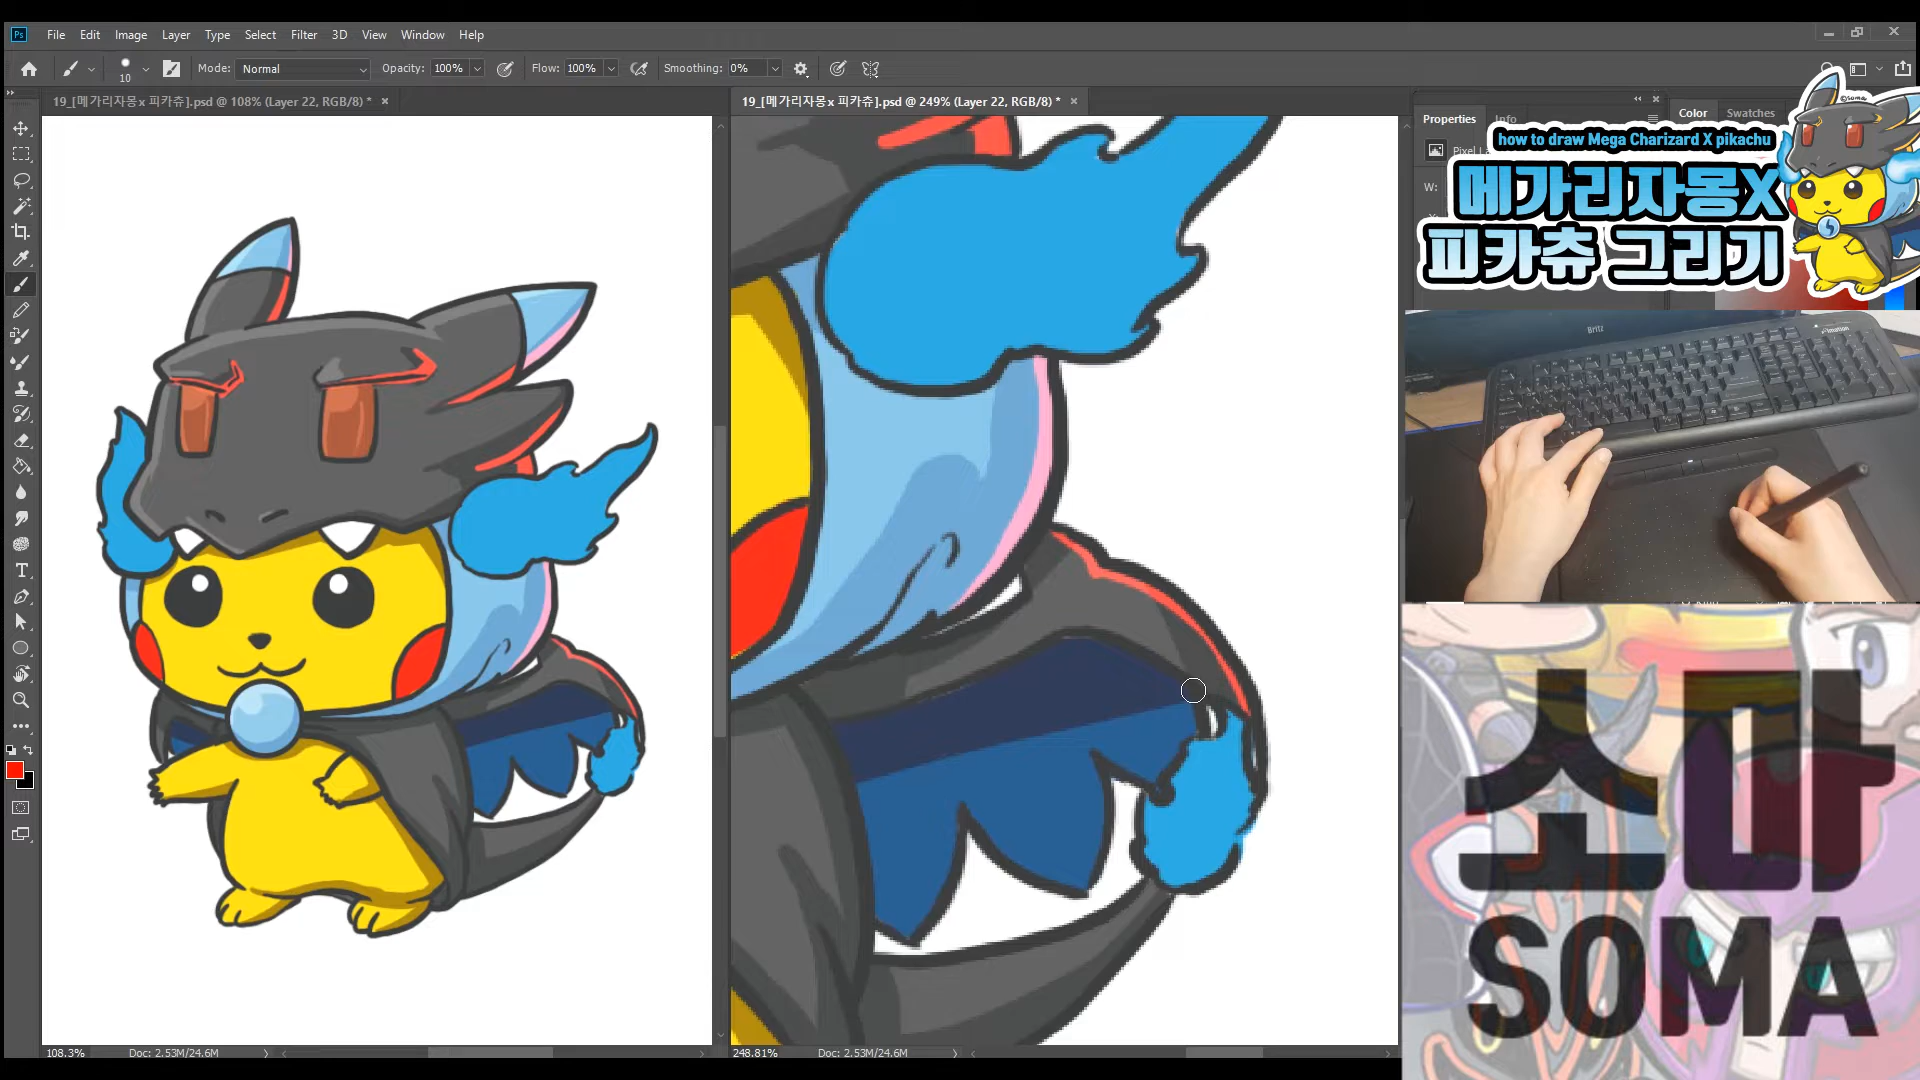 Ps File Edit Image Layer Type Select Filter 3D View Window Help
10 Mode: Normal Opacity: 100% Flow: 100% Smoothing: 0%
19_[메가리자몽x 피카츄].psd @ 108% (Layer 22, RGB/8) *
19_[메가리자몽x 피카츄].psd @ 249% (Layer 22, RGB/8) *
Properties Info
Color Swatches
W:
how to draw Mega Charizard X pikachu
메가리자몽X
피카츄 그리기
Britz
소마
SOMA
108.3% Doc: 2.53M/24.6M
248.81% Doc: 2.53M/24.6M